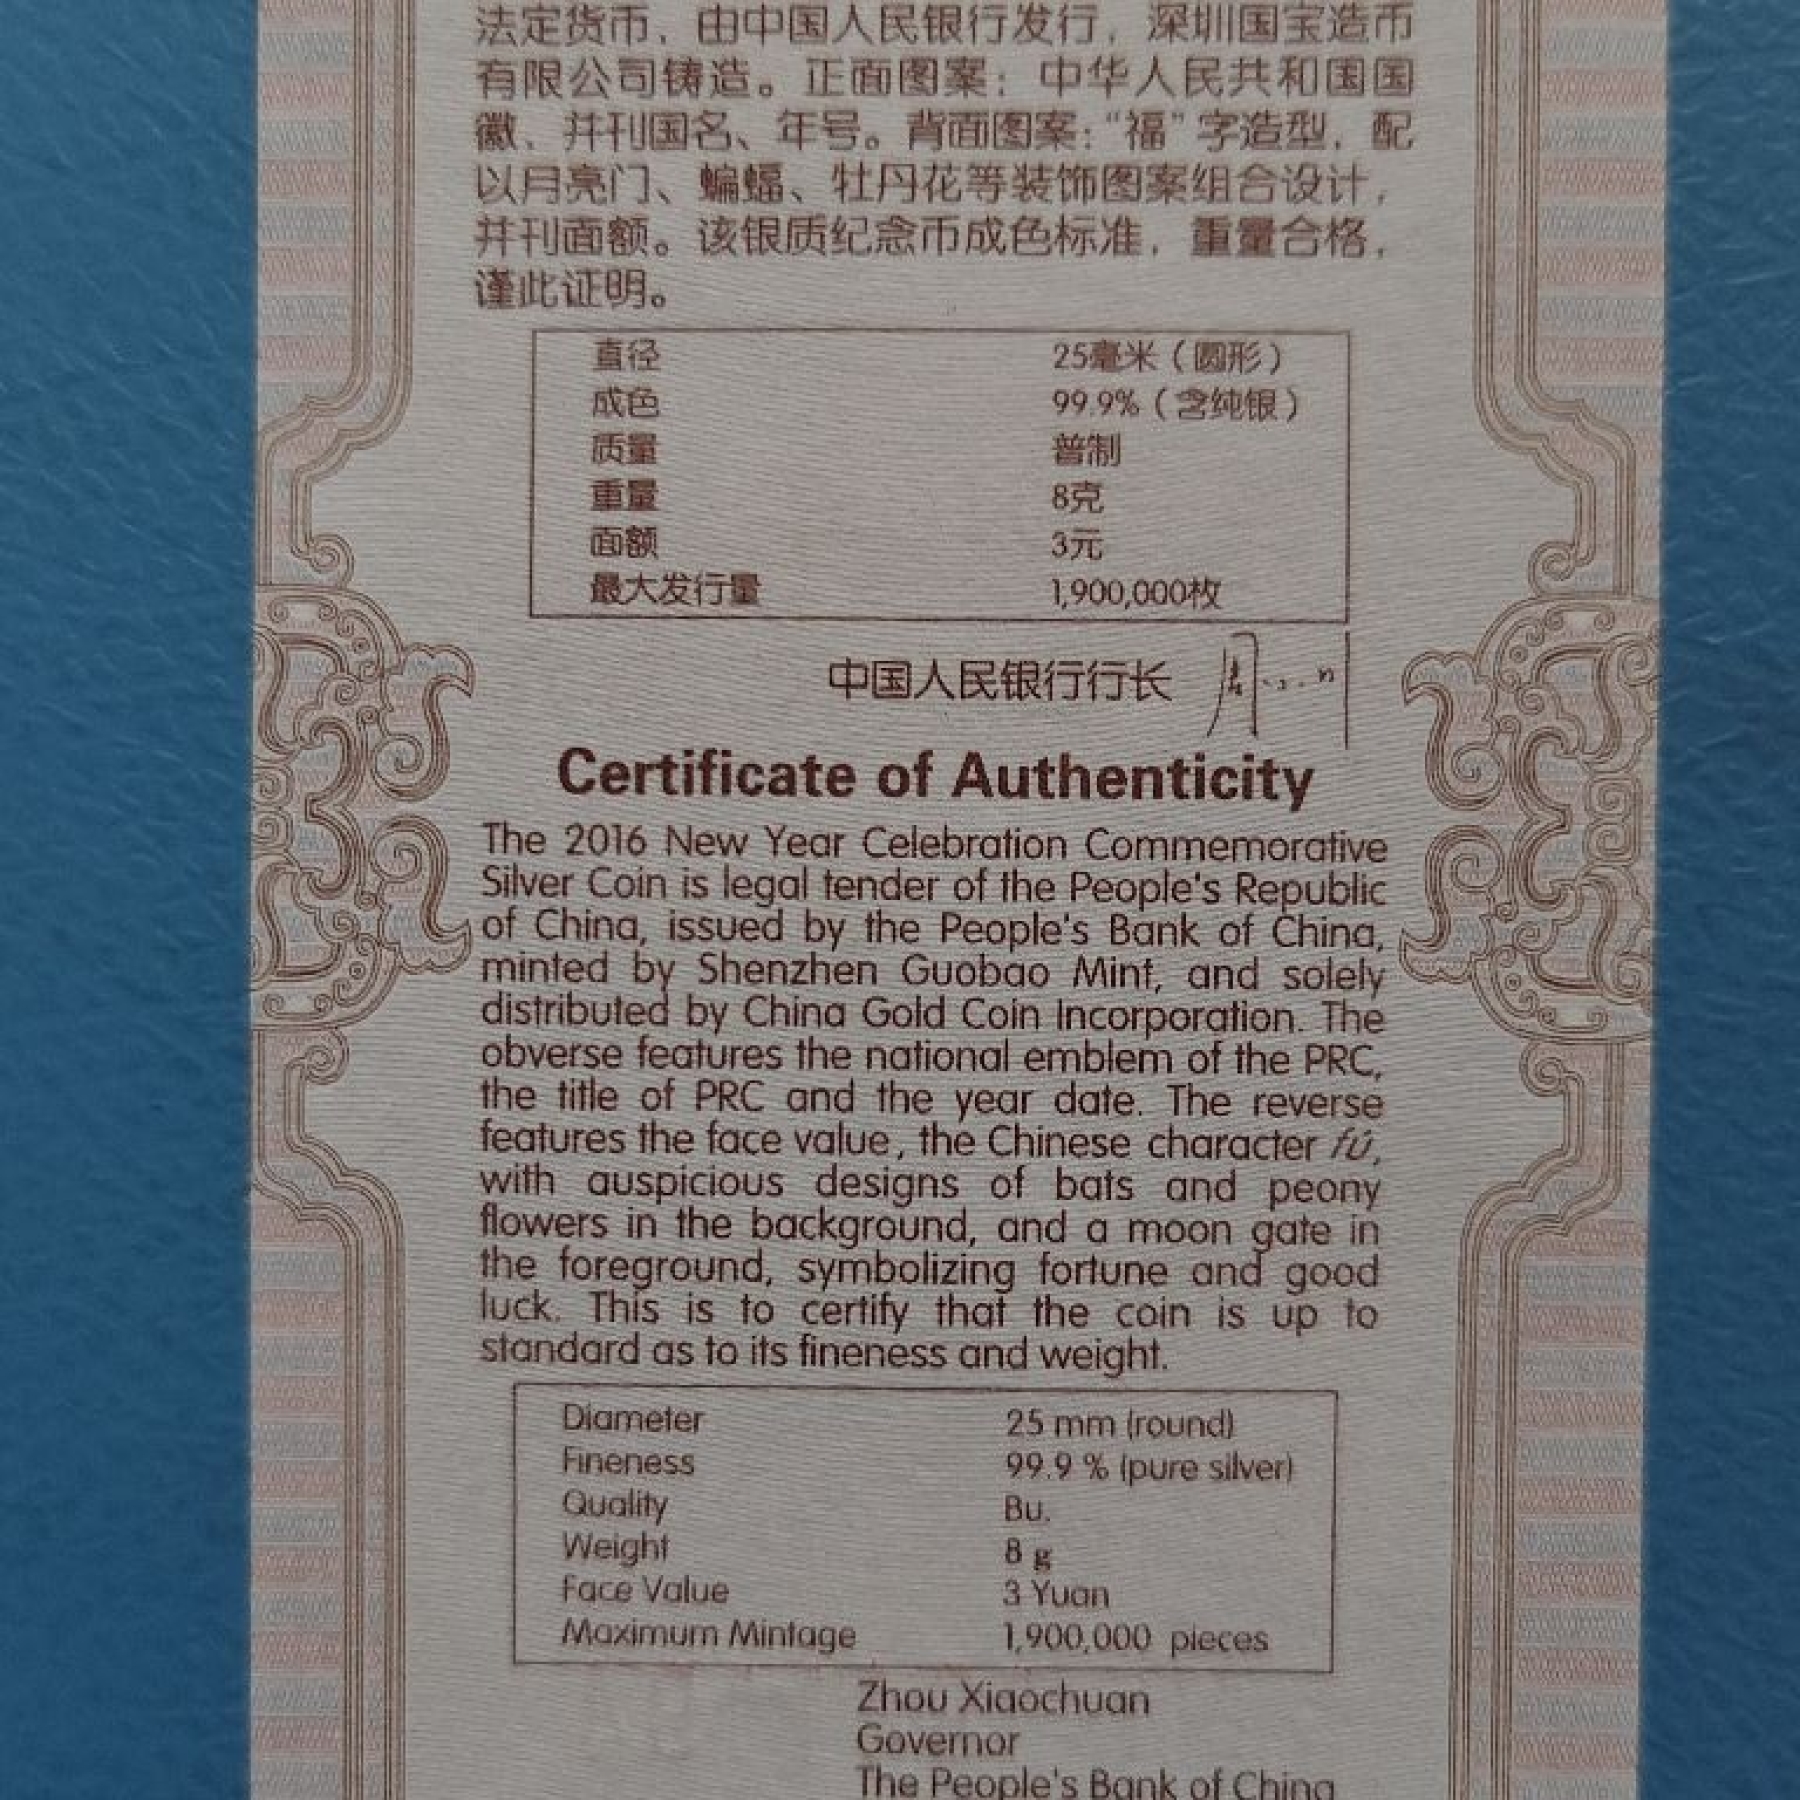 法定货币，由中国人民银行发行，深圳国宝造币
有限公司铸造。正面图案：中华人民共和国国
徽，并刊国名、年号。背面图案：“福”字造型，配
以月亮门、蝙蝠、牡丹花等装饰图案组合设计，
并刊面额。该银质纪念币成色标准，重量合格，
谨此证明。
直径 25毫米（圆形）
成色 99.9%（含纯银）
质量 普制
重量 8克
面额 3元
最大发行量 1,900,000枚
中国人民银行行长 周小川
Certificate of Authenticity
The 2016 New Year Celebration Commemorative
Silver Coin is legal tender of the People's Republic
of China, issued by the People's Bank of China,
minted by Shenzhen Guobao Mint, and solely
distributed by China Gold Coin Incorporation. The
obverse features the national emblem of the PRC,
the title of PRC and the year date. The reverse
features the face value, the Chinese character fú,
with auspicious designs of bats and peony
flowers in the background, and a moon gate in
the foreground, symbolizing fortune and good
luck. This is to certify that the coin is up to
standard as to its fineness and weight.
Diameter 25 mm (round)
Fineness 99.9 % (pure silver)
Quality Bu.
Weight 8 g
Face Value 3 Yuan
Maximum Mintage 1,900,000 pieces
Zhou Xiaochuan
Governor
The People's Bank of China